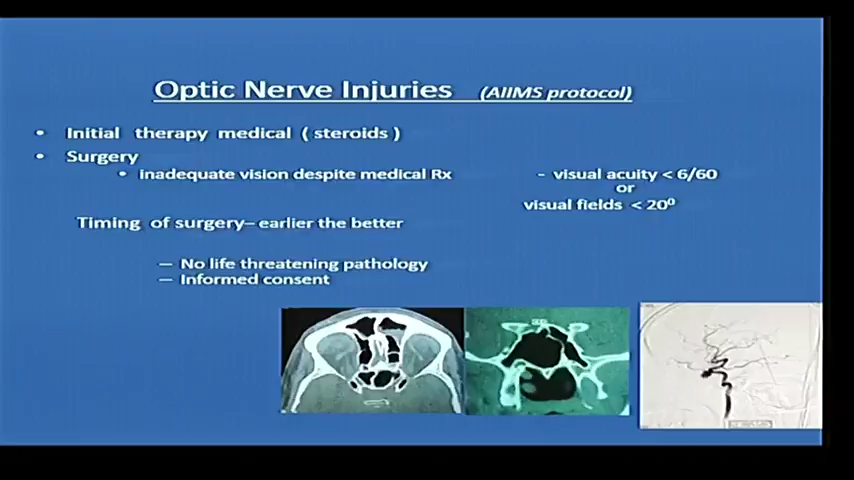 Optic Nerve Injuries (AIIMS protocol)
• Initial therapy medical ( steroids )
• Surgery
• inadequate vision despite medical Rx - visual acuity < 6/60
or
visual fields < 20⁰
Timing of surgery– earlier the better
– No life threatening pathology
– Informed consent